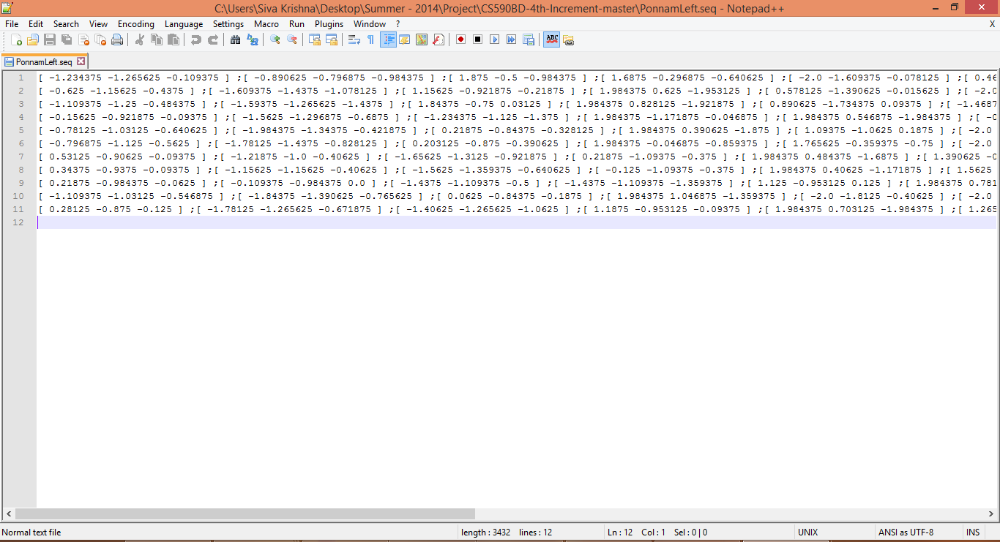 C:\Users\Siva Krishna\Desktop\Summer - 2014\Project\CS590BD-4th-Increment-master\PonnamLeft.seq - Notepad++
File Edit Search View Encoding Language Settings Macro Run Plugins Window ? X
ABC
PonnamLeft.seq
1 [ -1.234375 -1.265625 -0.109375 ] ;[ -0.890625 -0.796875 -0.984375 ] ;[ 1.875 -0.5 -0.984375 ] ;[ 1.6875 -0.296875 -0.640625 ] ;[ -2.0 -1.609375 -0.078125 ] ;[ 0.46
2 [ -0.625 -1.15625 -0.4375 ] ;[ -1.609375 -1.4375 -1.078125 ] ;[ 1.15625 -0.921875 -0.21875 ] ;[ 1.984375 0.625 -1.953125 ] ;[ 0.578125 -1.390625 -0.015625 ] ;[ -2.0
3 [ -1.109375 -1.25 -0.484375 ] ;[ -1.59375 -1.265625 -1.4375 ] ;[ 1.84375 -0.75 0.03125 ] ;[ 1.984375 0.828125 -1.921875 ] ;[ 0.890625 -1.734375 0.09375 ] ;[ -1.4687
4 [ -0.15625 -0.921875 -0.09375 ] ;[ -1.5625 -1.296875 -0.6875 ] ;[ -1.234375 -1.125 -1.375 ] ;[ 1.984375 -1.171875 -0.046875 ] ;[ 1.984375 0.546875 -1.984375 ] ;[ -0
5 [ -0.78125 -1.03125 -0.640625 ] ;[ -1.984375 -1.34375 -0.421875 ] ;[ 0.21875 -0.84375 -0.328125 ] ;[ 1.984375 0.390625 -1.875 ] ;[ 1.09375 -1.0625 0.1875 ] ;[ -2.0
6 [ -0.796875 -1.125 -0.5625 ] ;[ -1.78125 -1.4375 -0.828125 ] ;[ 0.203125 -0.875 -0.390625 ] ;[ 1.984375 -0.046875 -0.859375 ] ;[ 1.765625 -0.359375 -0.75 ] ;[ -2.0
7 [ 0.53125 -0.90625 -0.09375 ] ;[ -1.21875 -1.0 -0.40625 ] ;[ -1.65625 -1.3125 -0.921875 ] ;[ 0.21875 -1.09375 -0.375 ] ;[ 1.984375 0.484375 -1.6875 ] ;[ 1.390625 -0
8 [ 0.34375 -0.9375 -0.09375 ] ;[ -1.15625 -1.15625 -0.40625 ] ;[ -1.5625 -1.359375 -0.640625 ] ;[ -0.125 -1.09375 -0.375 ] ;[ 1.984375 0.40625 -1.171875 ] ;[ 1.5625
9 [ 0.21875 -0.984375 -0.0625 ] ;[ -0.109375 -0.984375 0.0 ] ;[ -1.4375 -1.109375 -0.5 ] ;[ -1.4375 -1.109375 -1.359375 ] ;[ 1.125 -0.953125 0.125 ] ;[ 1.984375 0.781
10 [ -1.109375 -1.03125 -0.546875 ] ;[ -1.84375 -1.390625 -0.765625 ] ;[ 0.0625 -0.84375 -0.1875 ] ;[ 1.984375 1.046875 -1.359375 ] ;[ -2.0 -1.8125 -0.40625 ] ;[ -2.0
11 [ 0.28125 -0.875 -0.125 ] ;[ -1.78125 -1.265625 -0.671875 ] ;[ -1.40625 -1.265625 -1.0625 ] ;[ 1.1875 -0.953125 -0.09375 ] ;[ 1.984375 0.703125 -1.984375 ] ;[ 1.265
12
Normal text file length : 3432 lines : 12 Ln : 12 Col : 1 Sel : 0 | 0 UNIX ANSI as UTF-8 INS